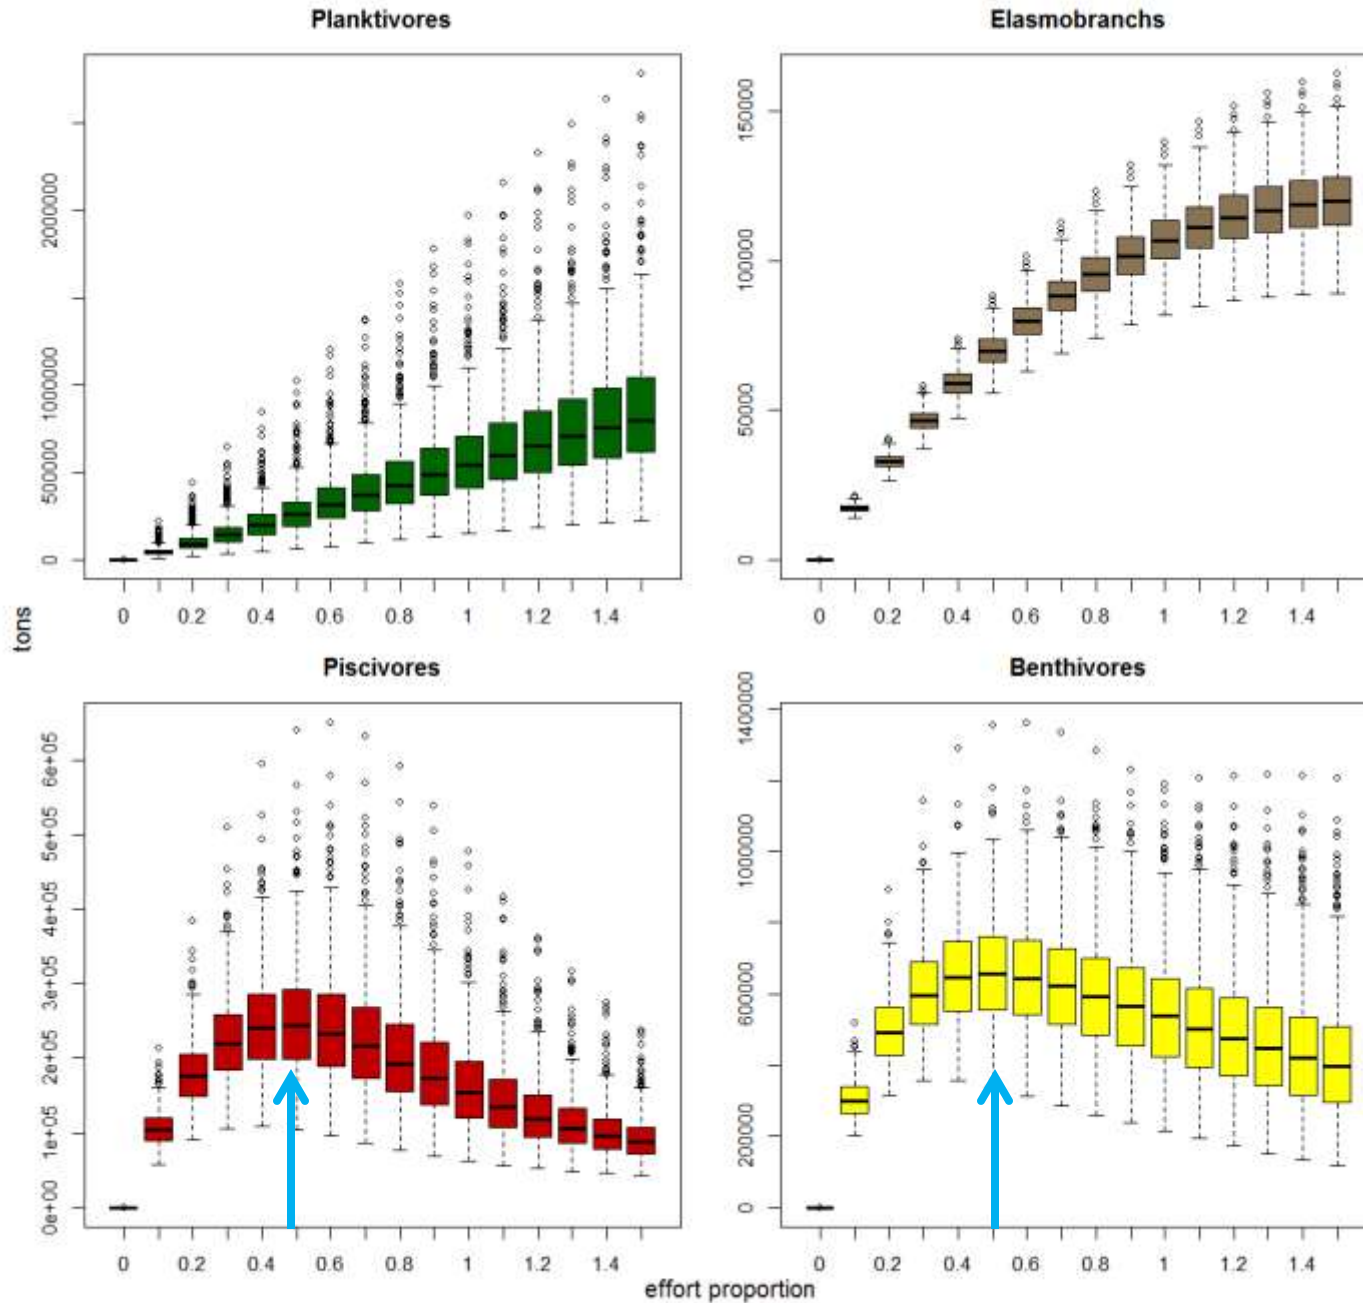 Planktivores
Elasmobranchs
0 500000 1000000 2000000
0 50000 100000 150000
0 0.2 0.4 0.6 0.8 1 1.2 1.4
0 0.2 0.4 0.6 0.8 1 1.2 1.4
tons
Piscivores
Benthivores
0e+00 1e+05 2e+05 3e+05 4e+05 5e+05 6e+05
0 200000 600000 1000000 1400000
0 0.2 0.4 0.6 0.8 1 1.2 1.4
0 0.2 0.4 0.6 0.8 1 1.2 1.4
effort proportion